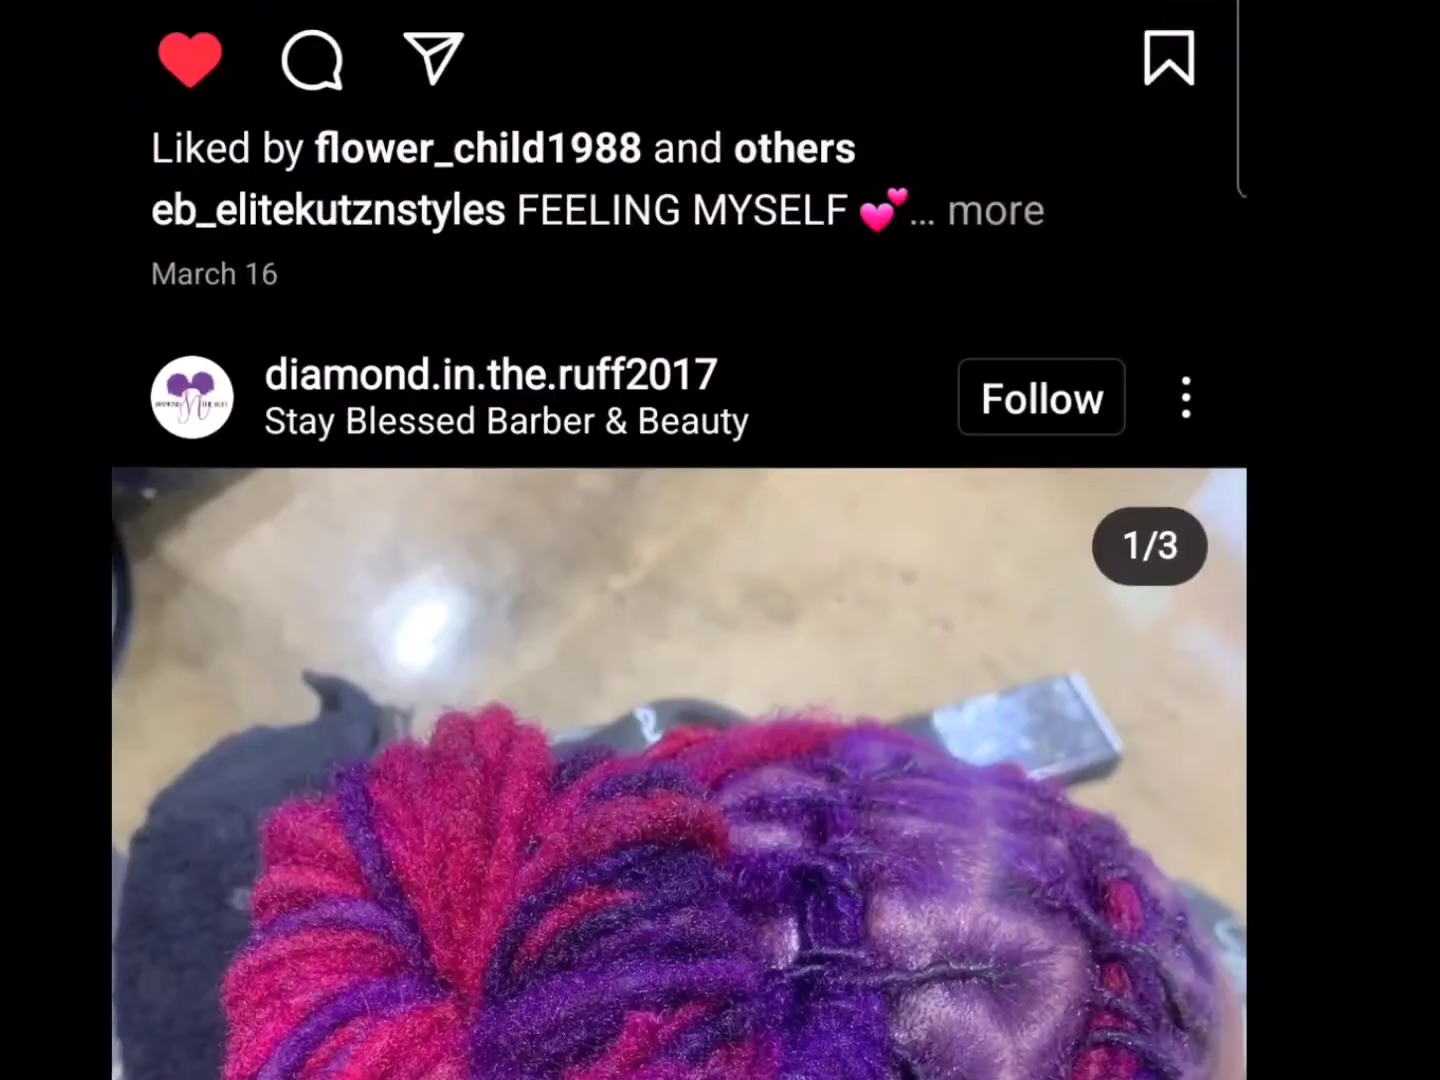 Liked by flower_child1988 and others
eb_elitekutznstyles FEELING MYSELF 💕... more
March 16
diamond.in.the.ruff2017
Stay Blessed Barber & Beauty
Follow
1/3